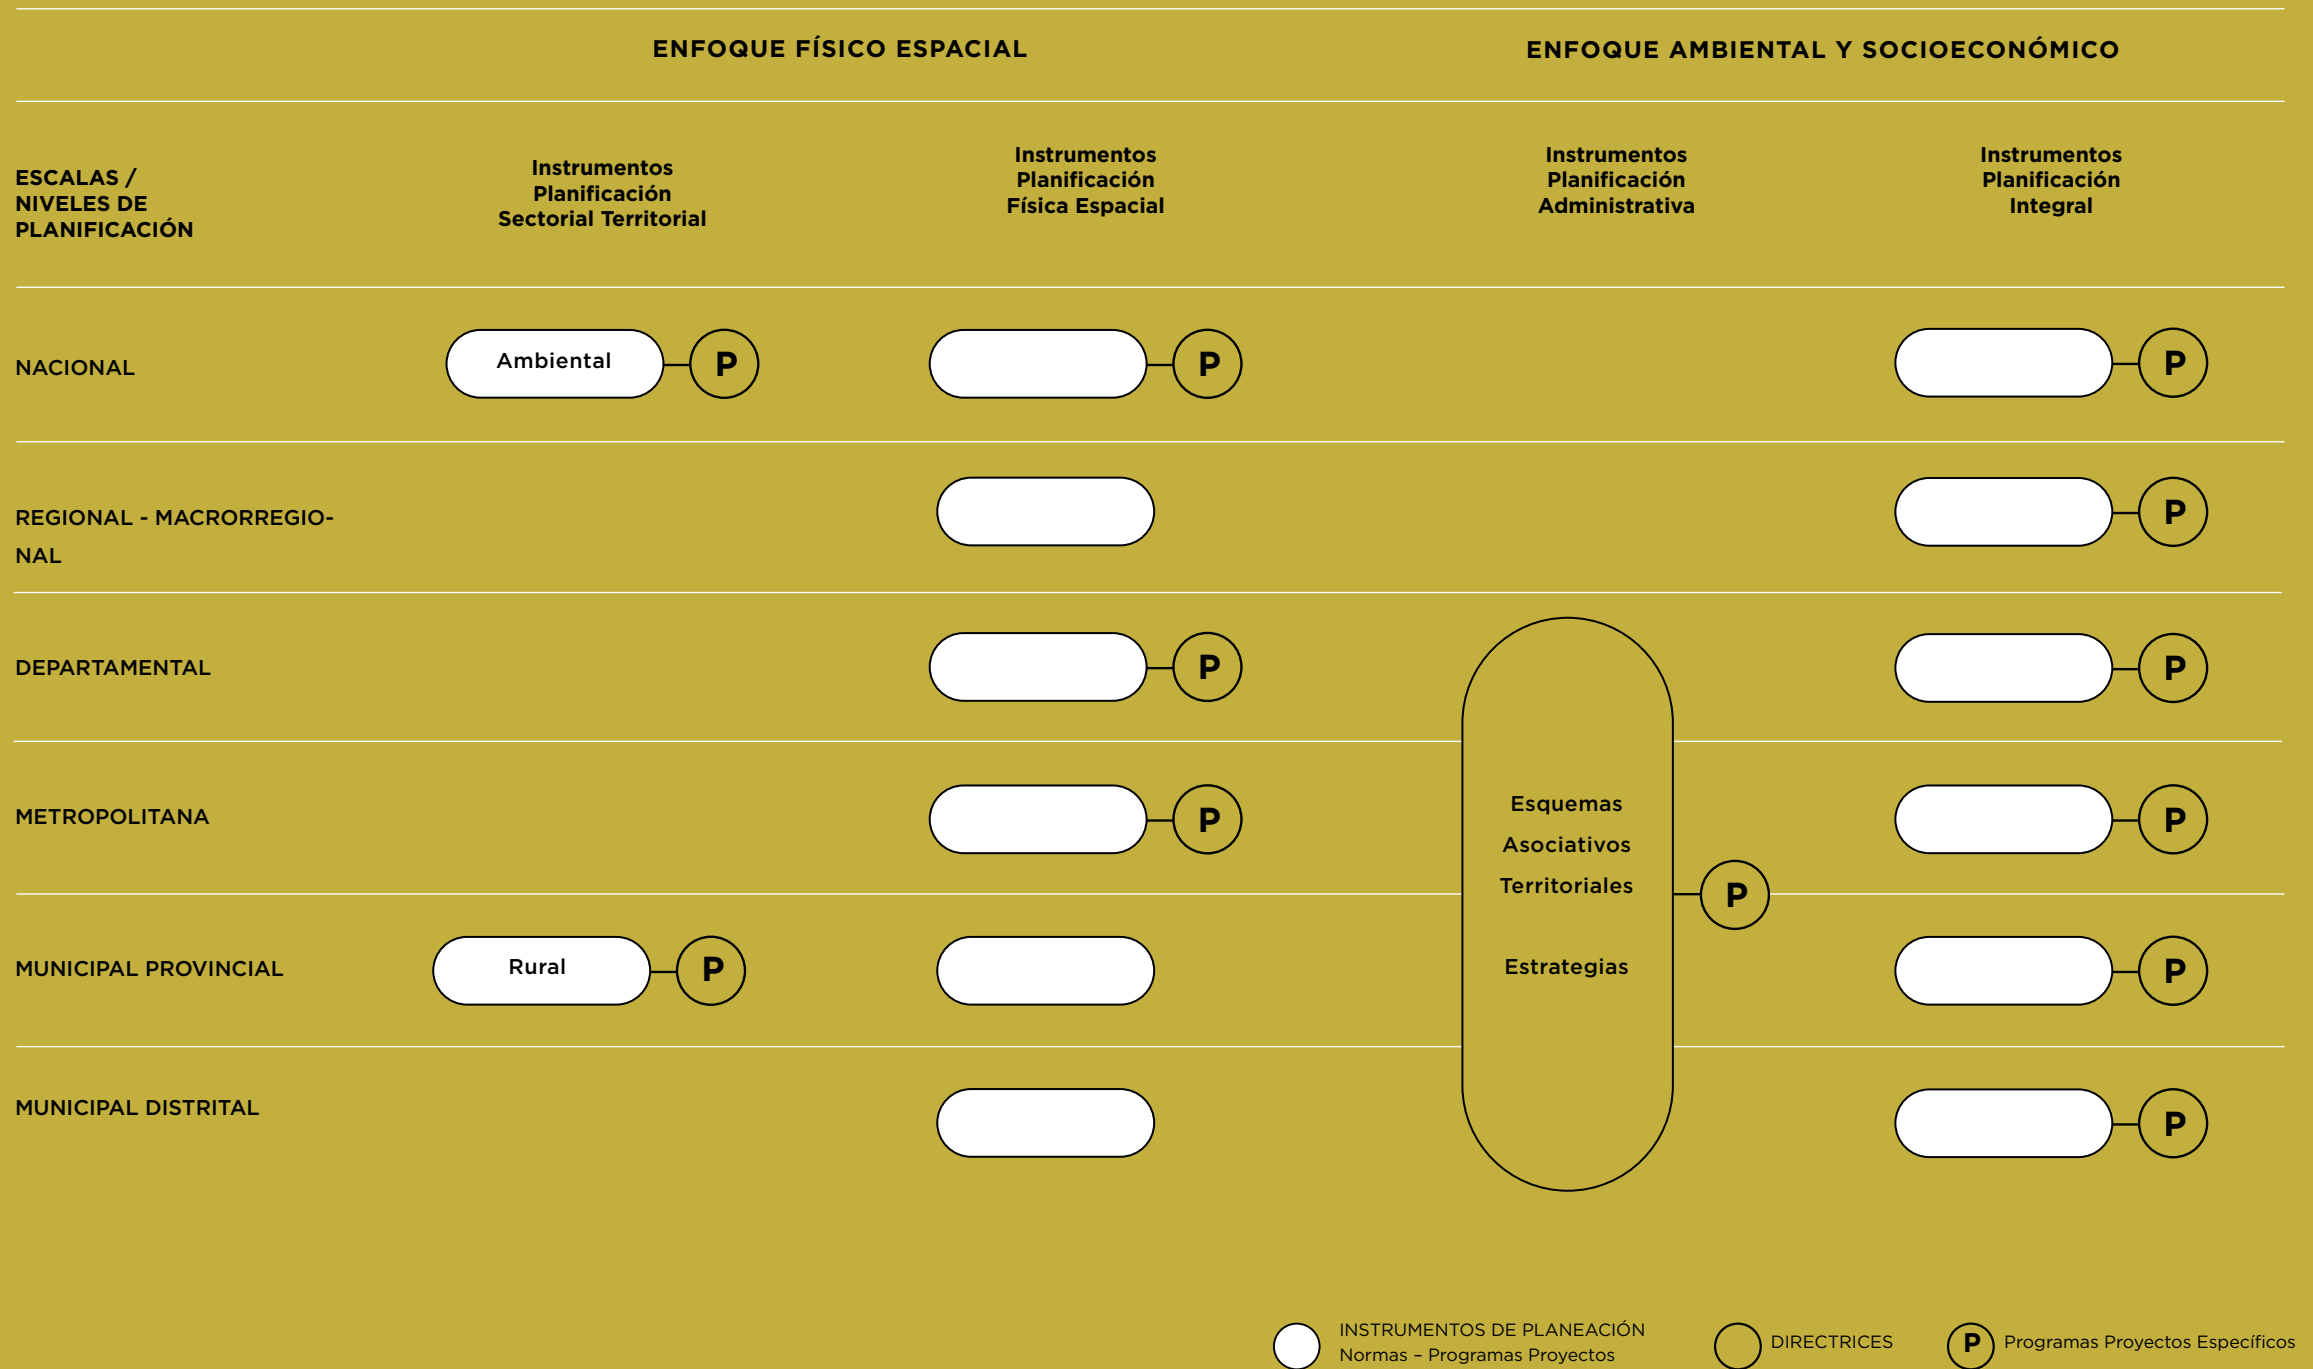 ENFOQUE FÍSICO ESPACIAL
ENFOQUE AMBIENTAL Y SOCIOECONÓMICO
ESCALAS /
NIVELES DE
PLANIFICACIÓN
Instrumentos
Planificación
Sectorial Territorial
Instrumentos
Planificación
Física Espacial
Instrumentos
Planificación
Administrativa
Instrumentos
Planificación
Integral
NACIONAL
Ambiental
P
P
P
REGIONAL - MACRORREGIO-
NAL
P
DEPARTAMENTAL
P
P
METROPOLITANA
P
Esquemas
Asociativos
Territoriales
Estrategias
P
P
MUNICIPAL PROVINCIAL
Rural
P
P
MUNICIPAL DISTRITAL
P
INSTRUMENTOS DE PLANEACIÓN
Normas – Programas Proyectos
DIRECTRICES
P Programas Proyectos Específicos